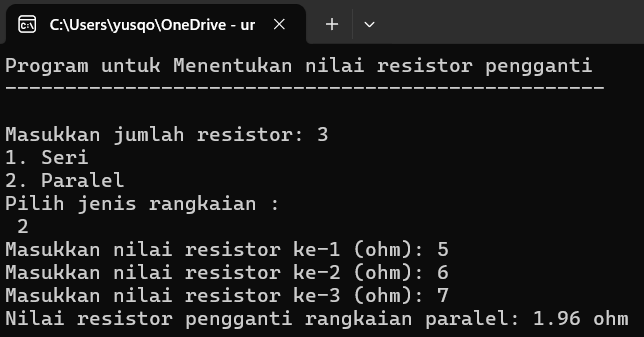 C:\Users\yusqo\OneDrive - ur
Program untuk Menentukan nilai resistor pengganti
--------------------------------------------------
Masukkan jumlah resistor: 3
1. Seri
2. Paralel
Pilih jenis rangkaian :
2
Masukkan nilai resistor ke-1 (ohm): 5
Masukkan nilai resistor ke-2 (ohm): 6
Masukkan nilai resistor ke-3 (ohm): 7
Nilai resistor pengganti rangkaian paralel: 1.96 ohm